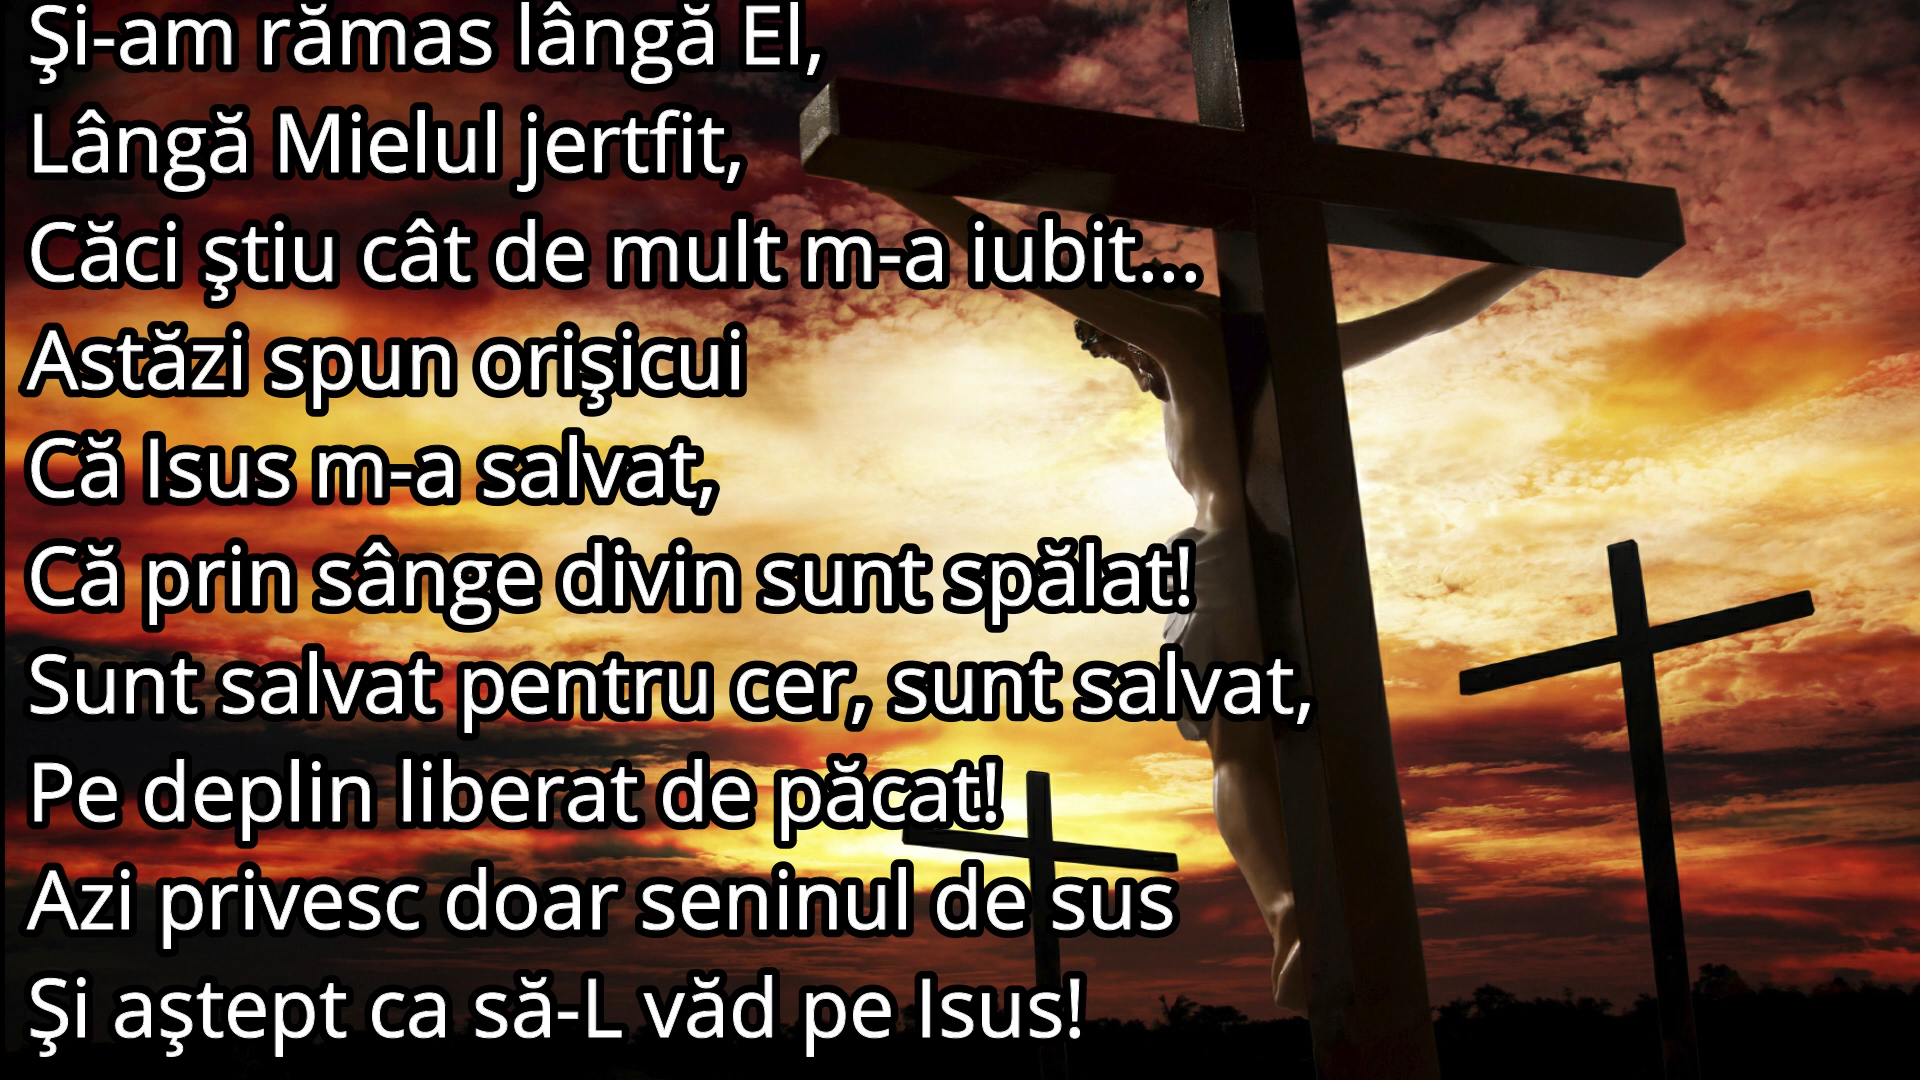 Şi-am rămas lângă El,
Lângă Mielul jertfit,
Căci ştiu cât de mult m-a iubit...
Astăzi spun orişicui
Că Isus m-a salvat,
Că prin sânge divin sunt spălat!
Sunt salvat pentru cer, sunt salvat,
Pe deplin liberat de păcat!
Azi privesc doar seninul de sus
Şi aştept ca să-L văd pe Isus!